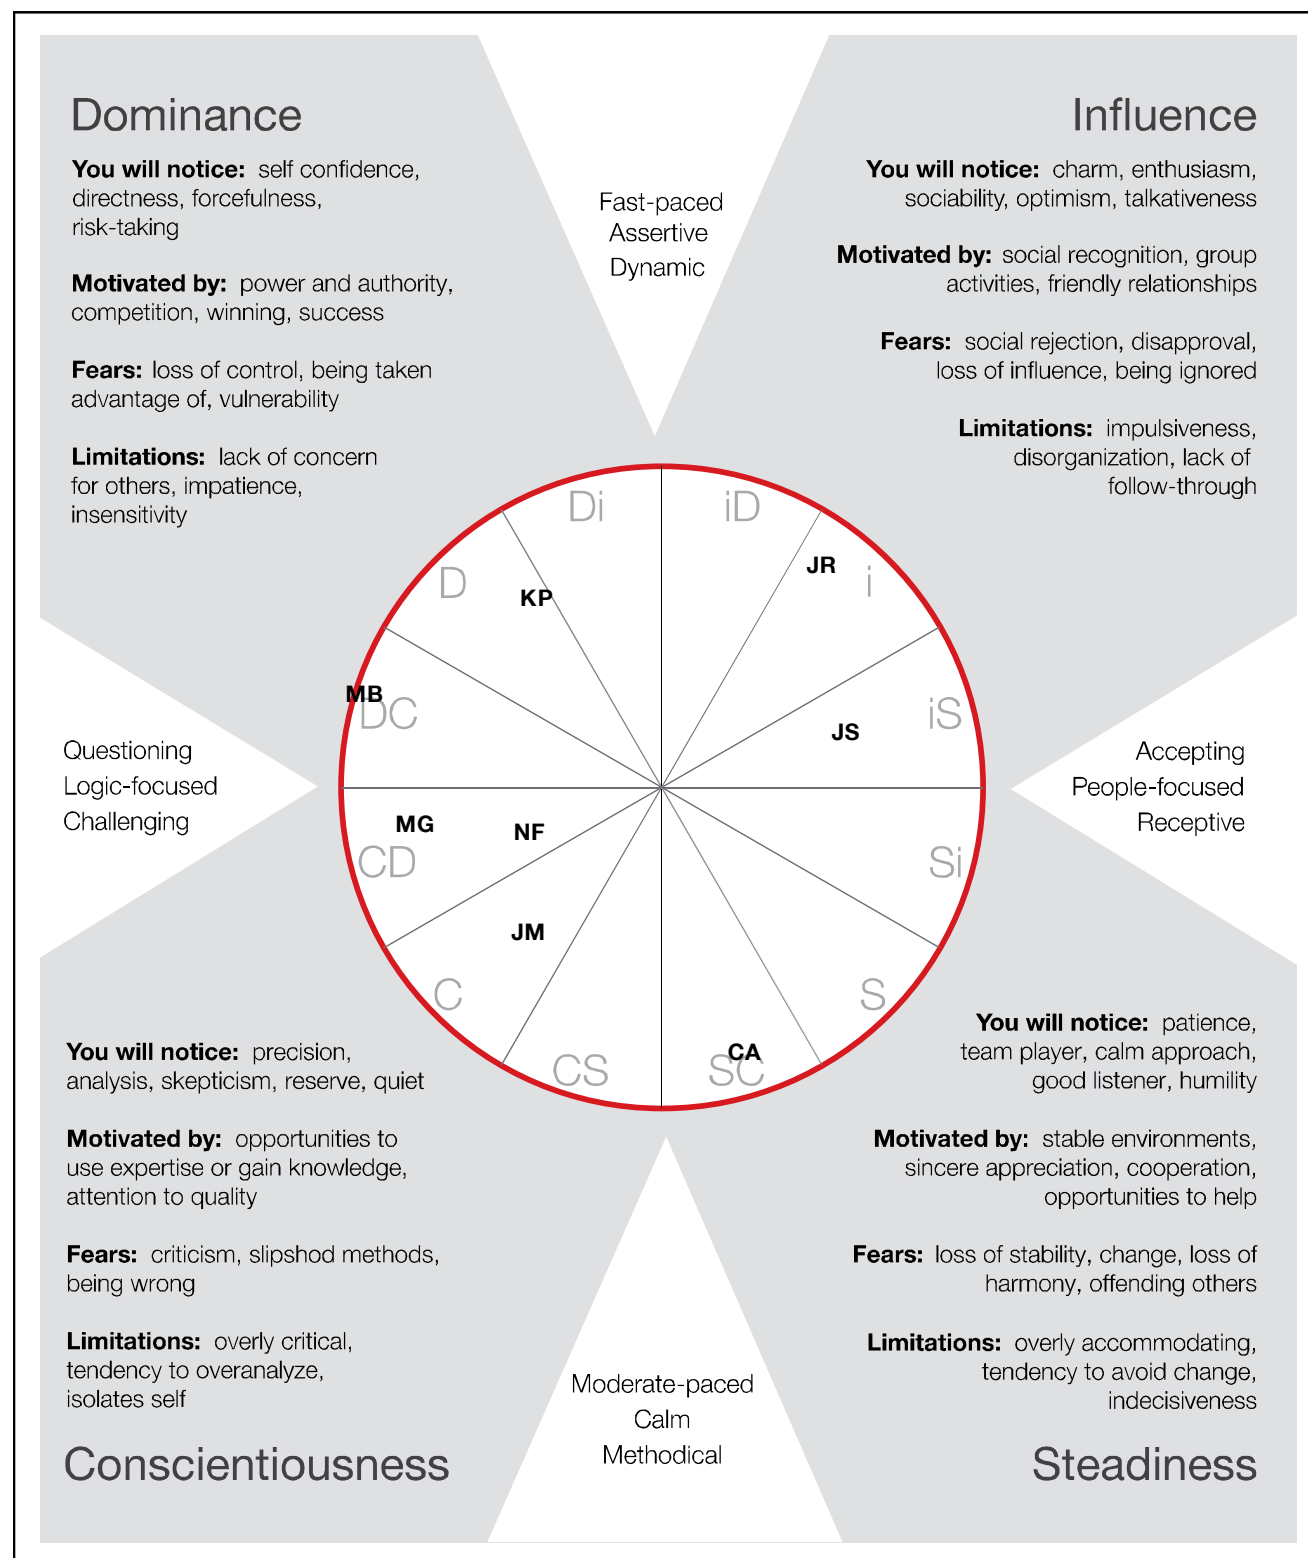 Dominance
You will notice: self confidence,
directness, forcefulness,
risk-taking
Motivated by: power and authority,
competition, winning, success
Fears: loss of control, being taken
advantage of, vulnerability
Limitations: lack of concern
for others, impatience,
insensitivity
Fast-paced
Assertive
Dynamic
Influence
You will notice: charm, enthusiasm,
sociability, optimism, talkativeness
Motivated by: social recognition, group
activities, friendly relationships
Fears: social rejection, disapproval,
loss of influence, being ignored
Limitations: impulsiveness,
disorganization, lack of
follow-through
Di
iD
D
KP
JR
i
MB
DC
JS
iS
Questioning
Logic-focused
Challenging
Accepting
People-focused
Receptive
MG
NF
CD
Si
JM
C
S
CS
CA
SC
You will notice: precision,
analysis, skepticism, reserve, quiet
Motivated by: opportunities to
use expertise or gain knowledge,
attention to quality
Fears: criticism, slipshod methods,
being wrong
Limitations: overly critical,
tendency to overanalyze,
isolates self
Conscientiousness
Moderate-paced
Calm
Methodical
You will notice: patience,
team player, calm approach,
good listener, humility
Motivated by: stable environments,
sincere appreciation, cooperation,
opportunities to help
Fears: loss of stability, change, loss of
harmony, offending others
Limitations: overly accommodating,
tendency to avoid change,
indecisiveness
Steadiness